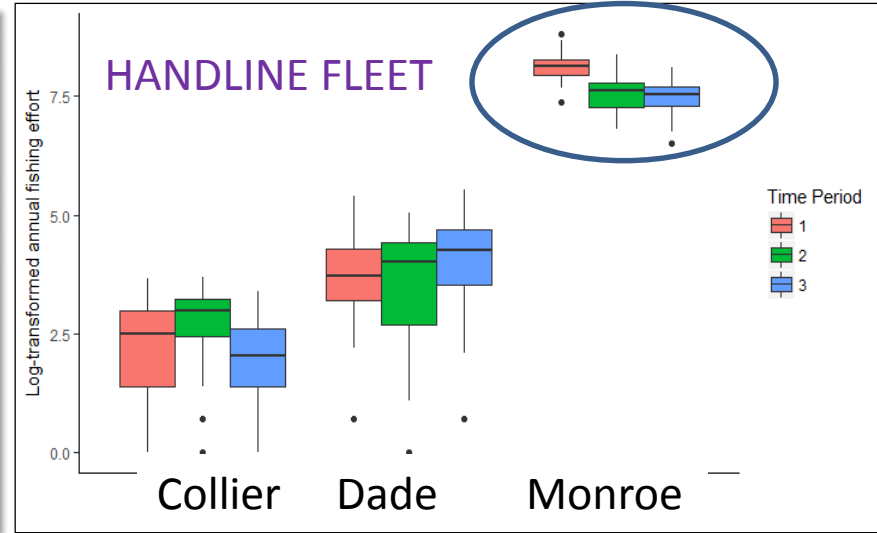 HANDLINE FLEET
Log-transformed annual fishing effort
7.5
5.0
2.5
0.0
Time Period
1
2
3
Collier Dade Monroe